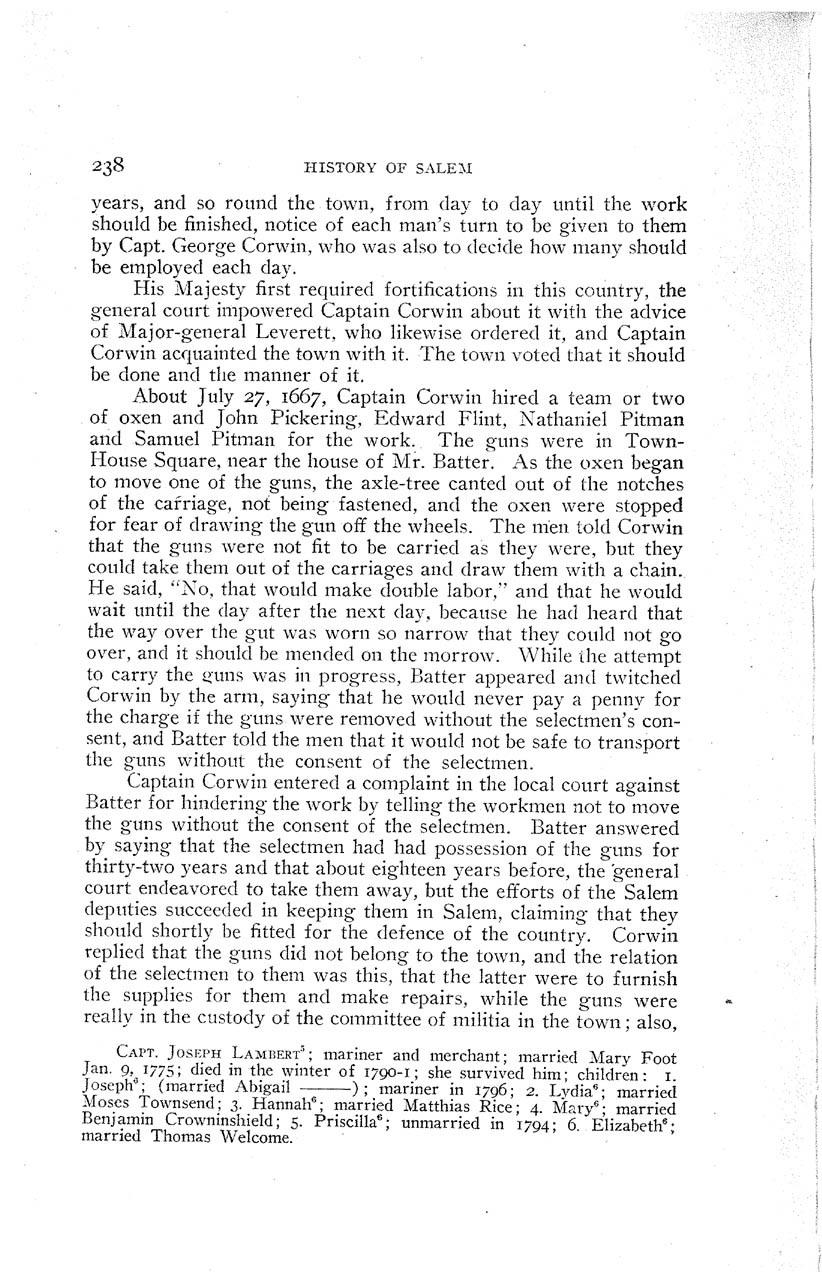 238 HISTORY OF SALEM
years, and so round the town, from day to day until the work
should be finished, notice of each man's turn to be given to them
by Capt. George Corwin, who was also to decide how many should
be employed each day.
His Majesty first required fortifications in this country, the
general court impowered Captain Corwin about it with the advice
of Major-general Leverett, who likewise ordered it, and Captain
Corwin acquainted the town with it. The town voted that it should
be done and the manner of it.
About July 27, 1667, Captain Corwin hired a team or two
of oxen and John Pickering, Edward Flint, Nathaniel Pitman
and Samuel Pitman for the work. The guns were in Town-
House Square, near the house of Mr. Batter. As the oxen began
to move one of the guns, the axle-tree canted out of the notches
of the carriage, not being fastened, and the oxen were stopped
for fear of drawing the gun off the wheels. The men told Corwin
that the guns were not fit to be carried as they were, but they
could take them out of the carriages and draw them with a chain.
He said, "No, that would make double labor," and that he would
wait until the day after the next day, because he had heard that
the way over the gut was worn so narrow that they could not go
over, and it should be mended on the morrow. While the attempt
to carry the guns was in progress, Batter appeared and twitched
Corwin by the arm, saying that he would never pay a penny for
the charge if the guns were removed without the selectmen's con-
sent, and Batter told the men that it would not be safe to transport
the guns without the consent of the selectmen.
Captain Corwin entered a complaint in the local court against
Batter for hindering the work by telling the workmen not to move
the guns without the consent of the selectmen. Batter answered
by saying that the selectmen had had possession of the guns for
thirty-two years and that about eighteen years before, the general
court endeavored to take them away, but the efforts of the Salem
deputies succeeded in keeping them in Salem, claiming that they
should shortly be fitted for the defence of the country. Corwin
replied that the guns did not belong to the town, and the relation
of the selectmen to them was this, that the latter were to furnish
the supplies for them and make repairs, while the guns were
really in the custody of the committee of militia in the town; also,
CAPT. JOSEPH LAMBERT⁵; mariner and merchant; married Mary Foot
Jan. 9, 1775; died in the winter of 1790-1; she survived him; children: 1.
Joseph⁶; (married Abigail ———); mariner in 1796; 2. Lydia⁶; married
Moses Townsend; 3. Hannah⁶; married Matthias Rice; 4. Mary⁶; married
Benjamin Crowninshield; 5. Priscilla⁶; unmarried in 1794; 6. Elizabeth⁶;
married Thomas Welcome.